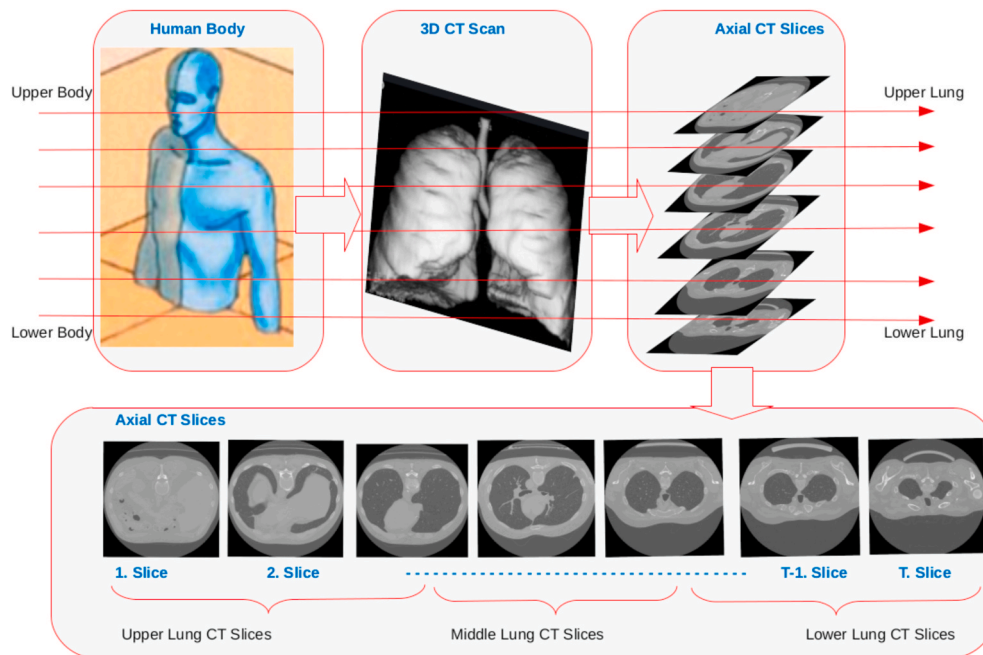 Human Body
3D CT Scan
Axial CT Slices
Upper Body
Upper Lung
Lower Body
Lower Lung
Axial CT Slices
1. Slice
2. Slice
T-1. Slice
T. Slice
Upper Lung CT Slices
Middle Lung CT Slices
Lower Lung CT Slices